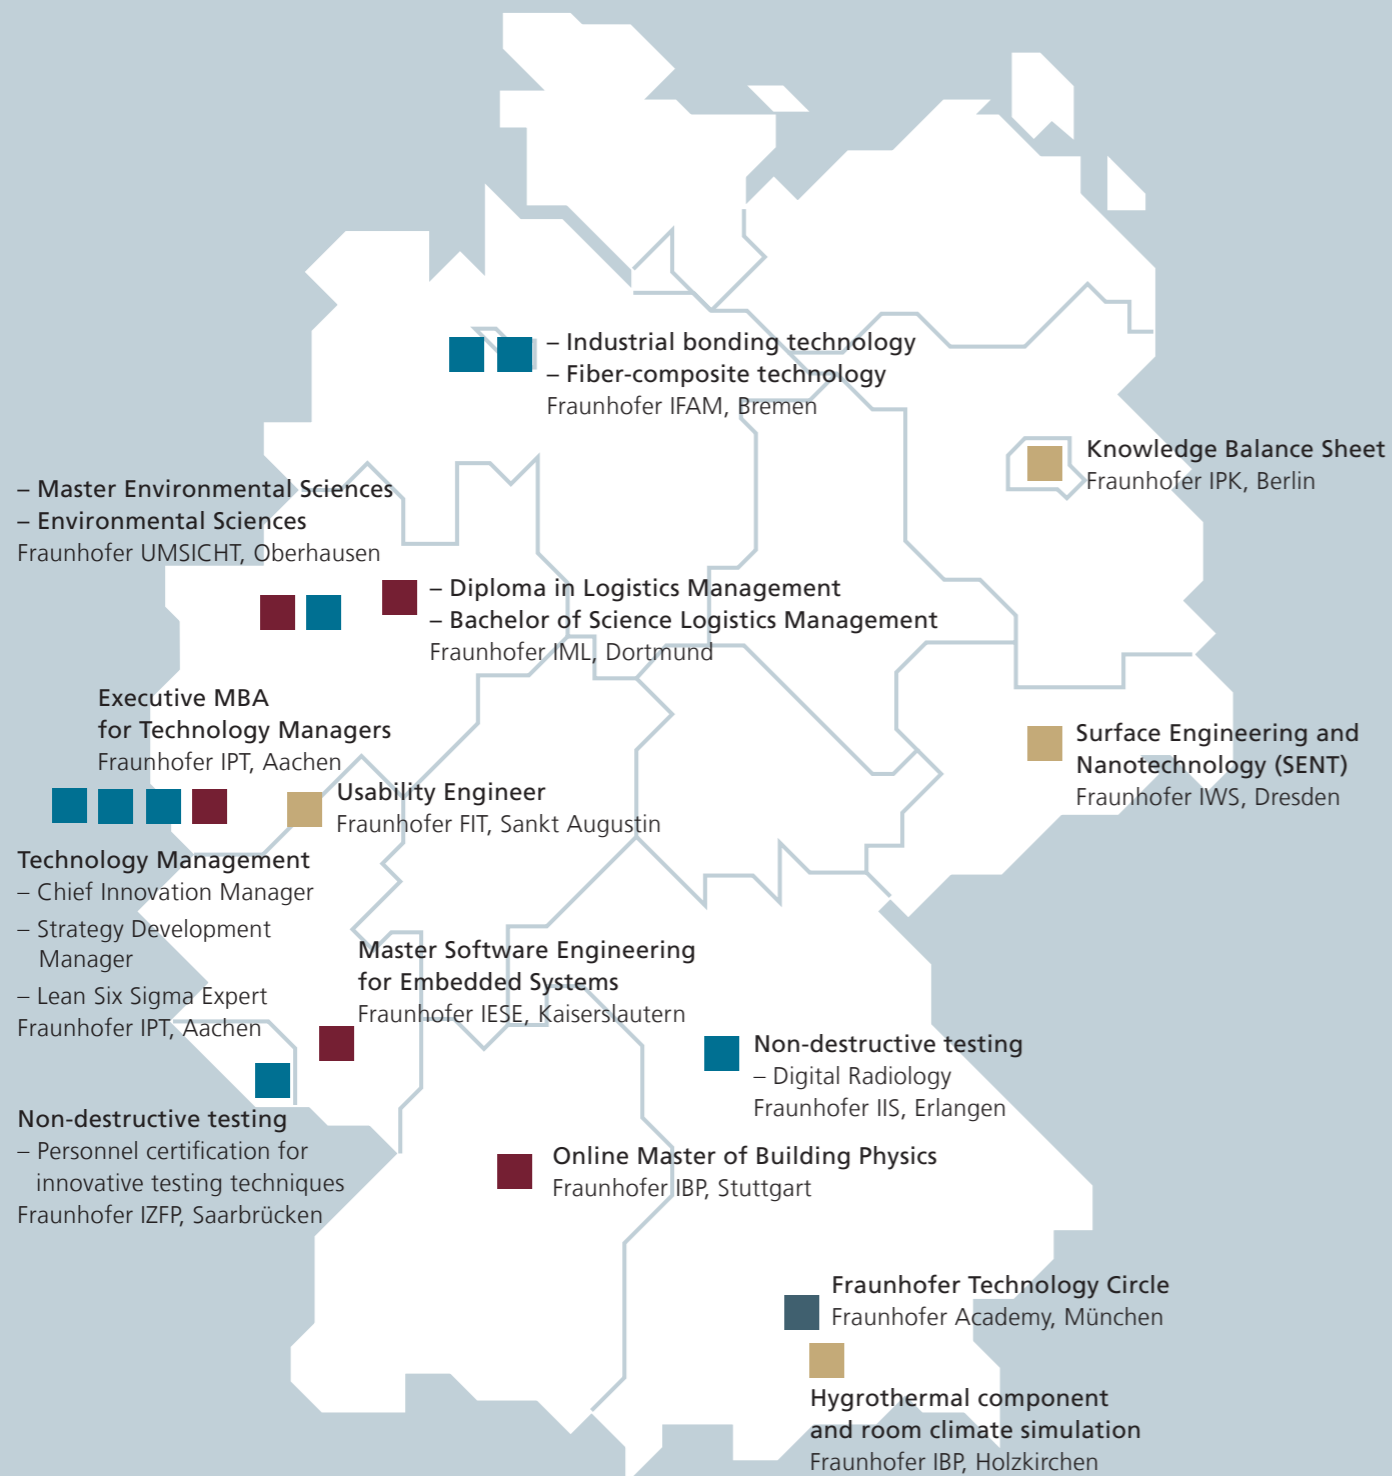 – Industrial bonding technology
– Fiber-composite technology
Fraunhofer IFAM, Bremen
Knowledge Balance Sheet
Fraunhofer IPK, Berlin
– Master Environmental Sciences
– Environmental Sciences
Fraunhofer UMSICHT, Oberhausen
– Diploma in Logistics Management
– Bachelor of Science Logistics Management
Fraunhofer IML, Dortmund
Executive MBA
for Technology Managers
Fraunhofer IPT, Aachen
Surface Engineering and
Nanotechnology (SENT)
Fraunhofer IWS, Dresden
Usability Engineer
Fraunhofer FIT, Sankt Augustin
Technology Management
– Chief Innovation Manager
– Strategy Development
Manager
– Lean Six Sigma Expert
Fraunhofer IPT, Aachen
Master Software Engineering
for Embedded Systems
Fraunhofer IESE, Kaiserslautern
Non-destructive testing
– Digital Radiology
Fraunhofer IIS, Erlangen
Non-destructive testing
– Personnel certification for
innovative testing techniques
Fraunhofer IZFP, Saarbrücken
Online Master of Building Physics
Fraunhofer IBP, Stuttgart
Fraunhofer Technology Circle
Fraunhofer Academy, München
Hygrothermal component
and room climate simulation
Fraunhofer IBP, Holzkirchen